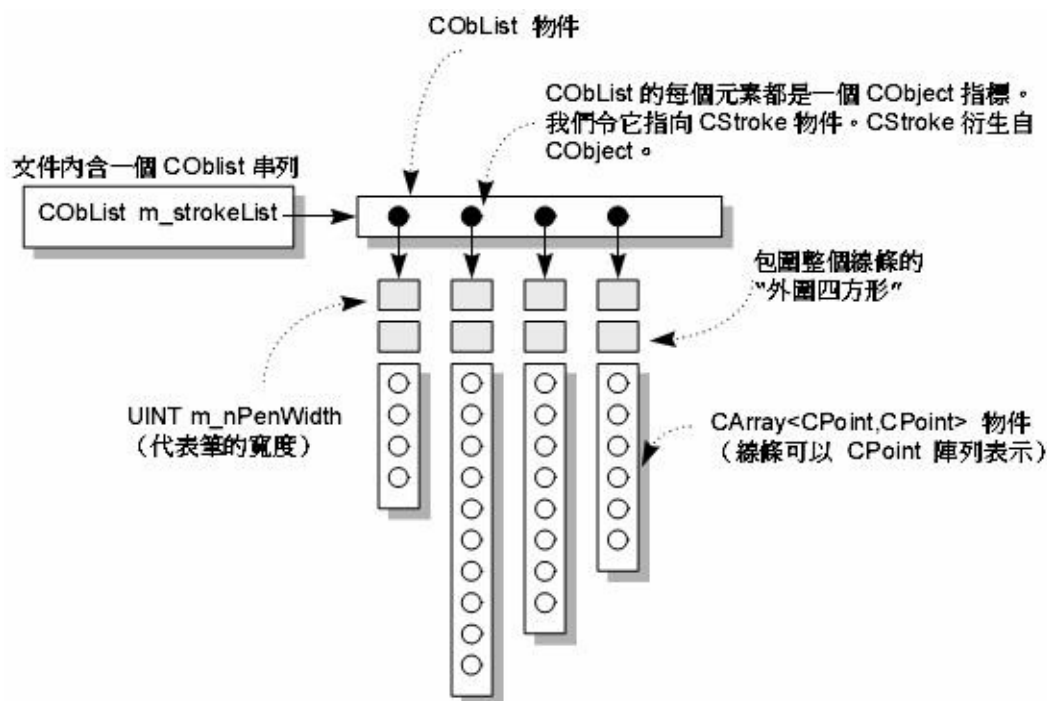 CObList 物件
CObList 的每個元素都是一個 CObject 指標。
我們令它指向 CStroke 物件。CStroke 衍生自
CObject。
文件內含一個 COblist 串列
CObList m_strokeList
包圍整個線條的
“外圍四方形”
UINT m_nPenWidth
（代表筆的寬度）
CArray<CPoint,CPoint> 物件
（線條可以 CPoint 陣列表示）